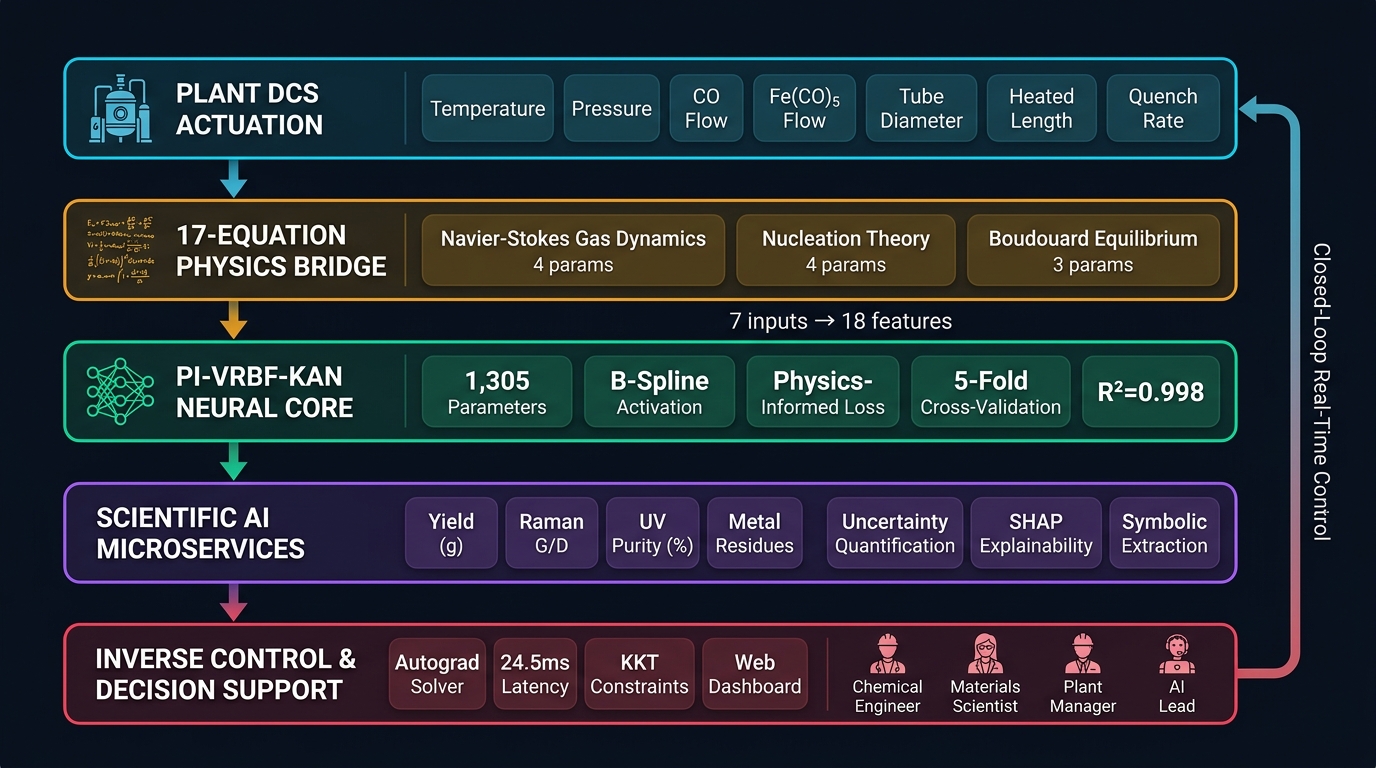 PLANT DCS
ACTUATION
Temperature
Pressure
CO
Flow
Fe(CO)₅
Flow
Tube
Diameter
Heated
Length
Quench
Rate
17-EQUATION
PHYSICS BRIDGE
Navier-Stokes Gas Dynamics
4 params
Nucleation Theory
4 params
Boudouard Equilibrium
3 params
7 inputs → 18 features
PI-VRBF-KAN
NEURAL CORE
1,305
Parameters
B-Spline
Activation
Physics-
Informed Loss
5-Fold
Cross-Validation
R²=0.998
SCIENTIFIC AI
MICROSERVICES
Yield
(g)
Raman
G/D
UV
Purity (%)
Metal
Residues
Uncertainty
Quantification
SHAP
Explainability
Symbolic
Extraction
INVERSE CONTROL &
DECISION SUPPORT
Autograd
Solver
24.5ms
Latency
KKT
Constraints
Web
Dashboard
Chemical
Engineer
Materials
Scientist
Plant
Manager
AI
Lead
Closed-Loop Real-Time Control